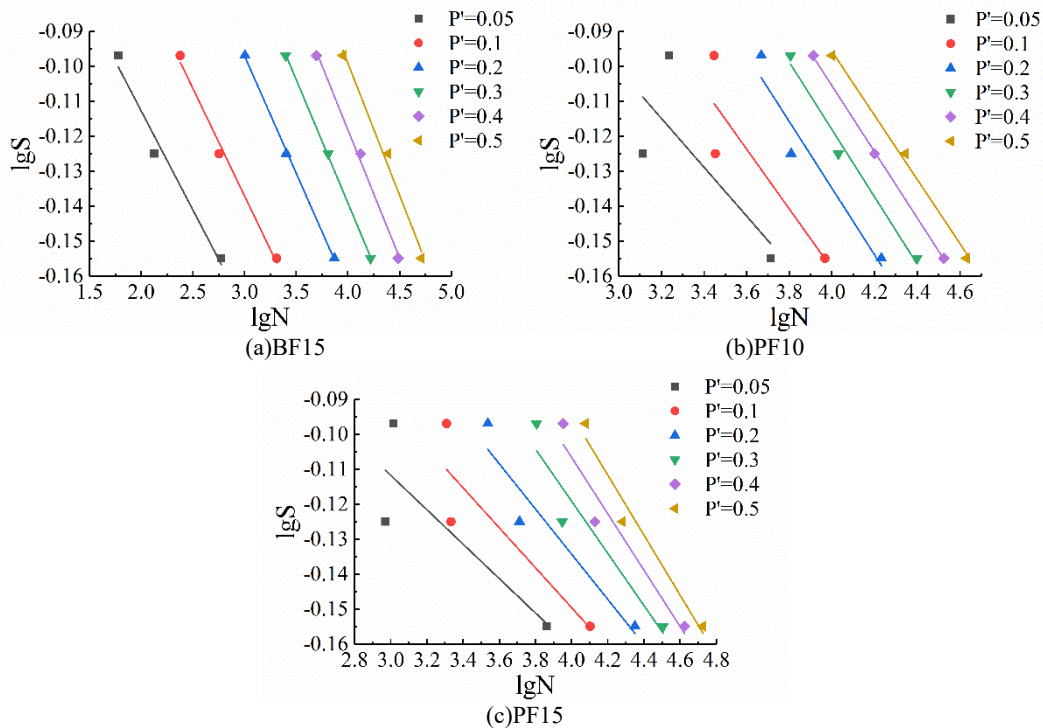 -0.09
-0.10
-0.11
-0.12
-0.13
-0.14
-0.15
-0.16
lgS
1.5 2.0 2.5 3.0 3.5 4.0 4.5 5.0
lgN
P'=0.05
P'=0.1
P'=0.2
P'=0.3
P'=0.4
P'=0.5
(a)BF15
-0.09
-0.10
-0.11
-0.12
-0.13
-0.14
-0.15
-0.16
lgS
3.0 3.2 3.4 3.6 3.8 4.0 4.2 4.4 4.6
lgN
P'=0.05
P'=0.1
P'=0.2
P'=0.3
P'=0.4
P'=0.5
(b)PF10
-0.09
-0.10
-0.11
-0.12
-0.13
-0.14
-0.15
-0.16
lgS
2.8 3.0 3.2 3.4 3.6 3.8 4.0 4.2 4.4 4.6 4.8
lgN
P'=0.05
P'=0.1
P'=0.2
P'=0.3
P'=0.4
P'=0.5
(c)PF15